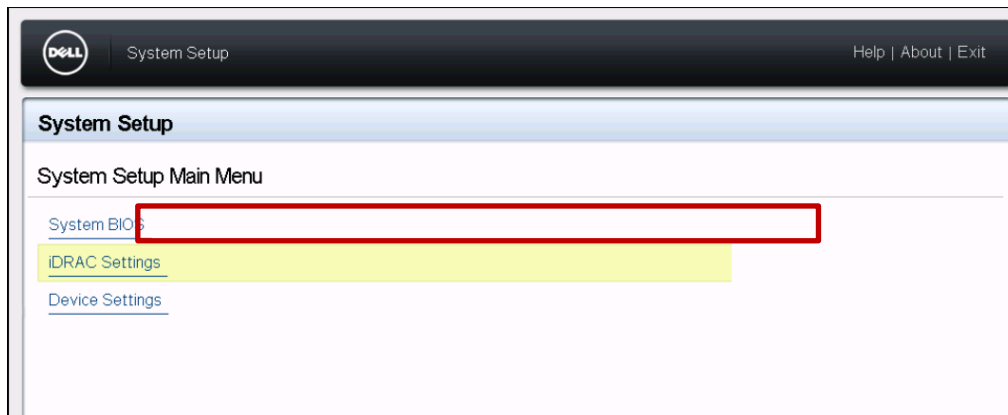 DELL System Setup Help | About | Exit
System Setup
System Setup Main Menu
System BIOS
iDRAC Settings
Device Settings